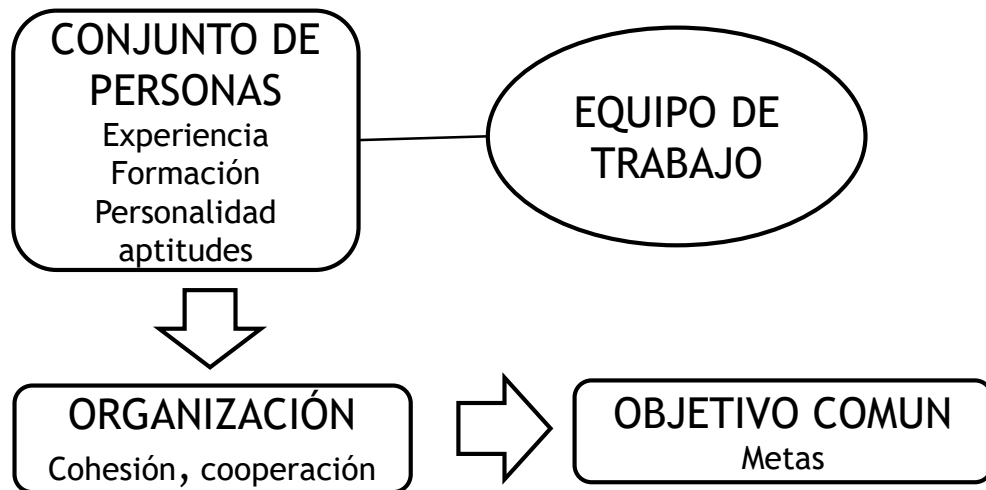 CONJUNTO DE
PERSONAS
Experiencia
Formación
Personalidad
aptitudes
EQUIPO DE
TRABAJO
ORGANIZACIÓN
Cohesión, cooperación
OBJETIVO COMUN
Metas